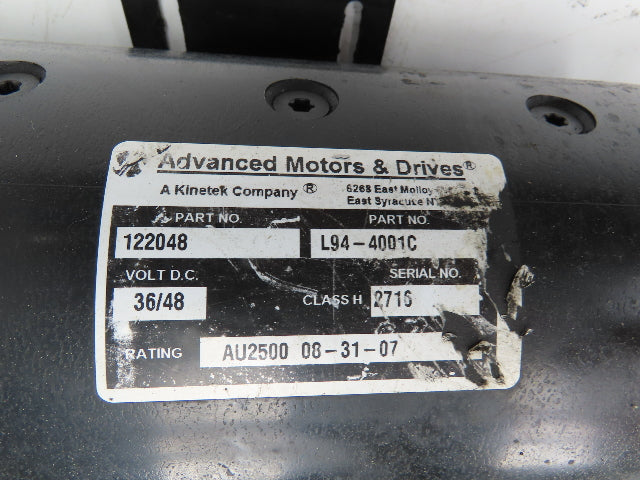 Advanced Motors & Drives®
A Kinetek Company ® 6268 East Molloy
East Syracuse
PART NO. PART NO.
122048 L94-4001C
VOLT D.C. SERIAL NO.
36/48 CLASS H 2716
RATING AU2500 08-31-07